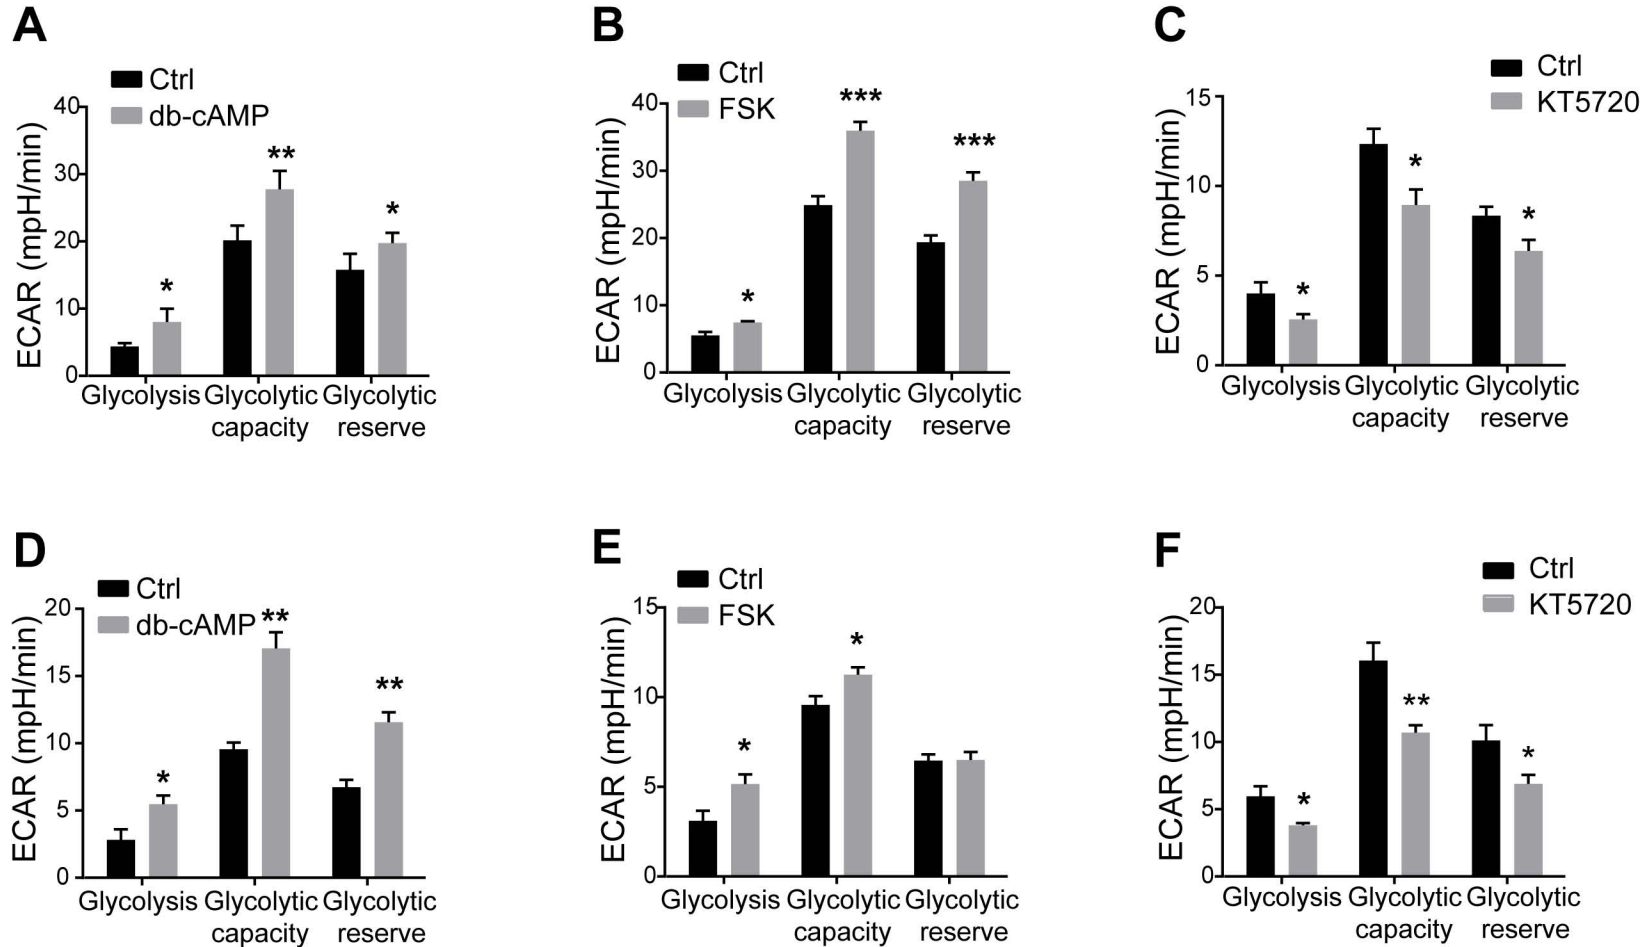 A
Ctrl
db-cAMP
ECAR (mpH/min)
40
30
20
10
0
*
**
*
Glycolysis Glycolytic Glycolytic
capacity reserve
B
Ctrl
FSK
ECAR (mpH/min)
40
30
20
10
0
*
***
***
Glycolysis Glycolytic Glycolytic
capacity reserve
C
Ctrl
KT5720
ECAR (mpH/min)
15
10
5
0
*
*
*
Glycolysis Glycolytic Glycolytic
capacity reserve
D
Ctrl
db-cAMP
ECAR (mpH/min)
20
15
10
5
0
*
**
**
Glycolysis Glycolytic Glycolytic
capacity reserve
E
Ctrl
FSK
ECAR (mpH/min)
15
10
5
0
*
*
Glycolysis Glycolytic Glycolytic
capacity reserve
F
Ctrl
KT5720
ECAR (mpH/min)
20
15
10
5
0
*
**
*
Glycolysis Glycolytic Glycolytic
capacity reserve